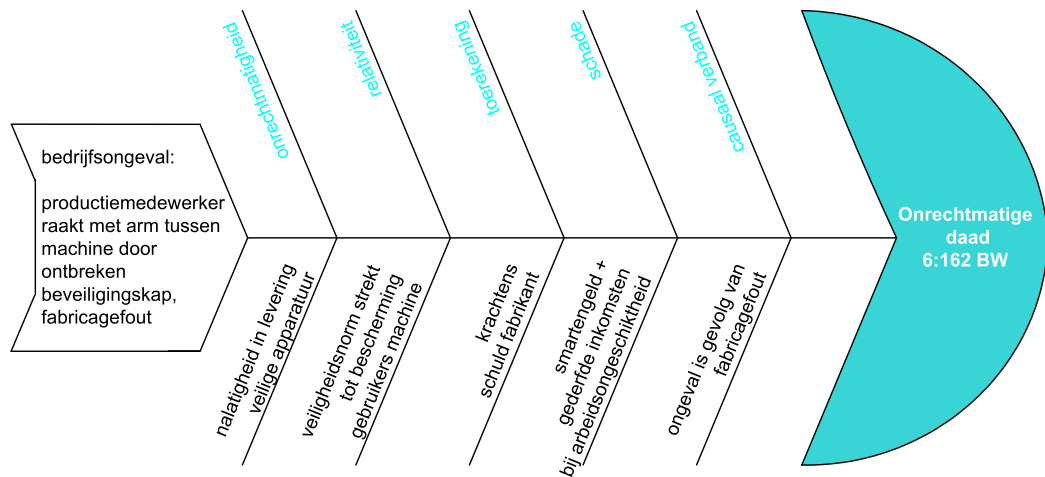 onrechtmatigheid
relativiteit
toerekening
schade
causaal verband
bedrijfsongeval:
productiemedewerker
raakt met arm tussen
machine door
ontbreken
beveiligingskap,
fabricagefout
Onrechtmatige
daad
6:162 BW
nalatigheid in levering
veilige apparatuur
veiligheidsnorm strekt
tot bescherming
gebruikers machine
krachtens
schuld fabrikant
smartengeld +
gederfde inkomsten
bij arbeidsongeschiktheid
ongeval is gevolg van
fabricagefout